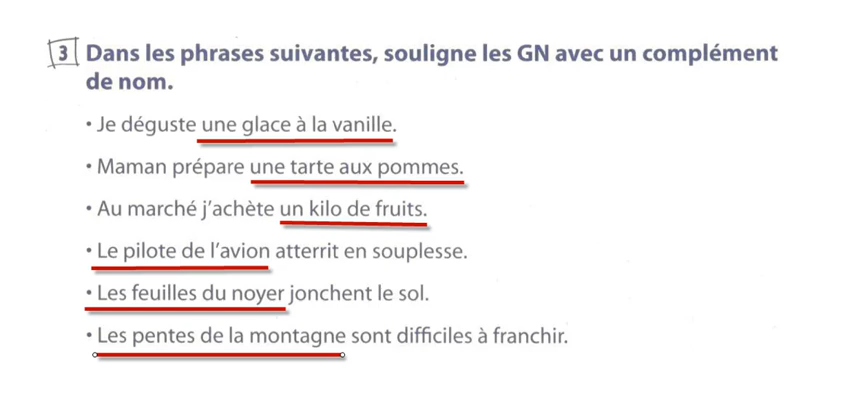 3 Dans les phrases suivantes, souligne les GN avec un complément
de nom.
• Je déguste une glace à la vanille.
• Maman prépare une tarte aux pommes.
• Au marché j'achète un kilo de fruits.
• Le pilote de l'avion atterrit en souplesse.
• Les feuilles du noyer jonchent le sol.
• Les pentes de la montagne sont difficiles à franchir.